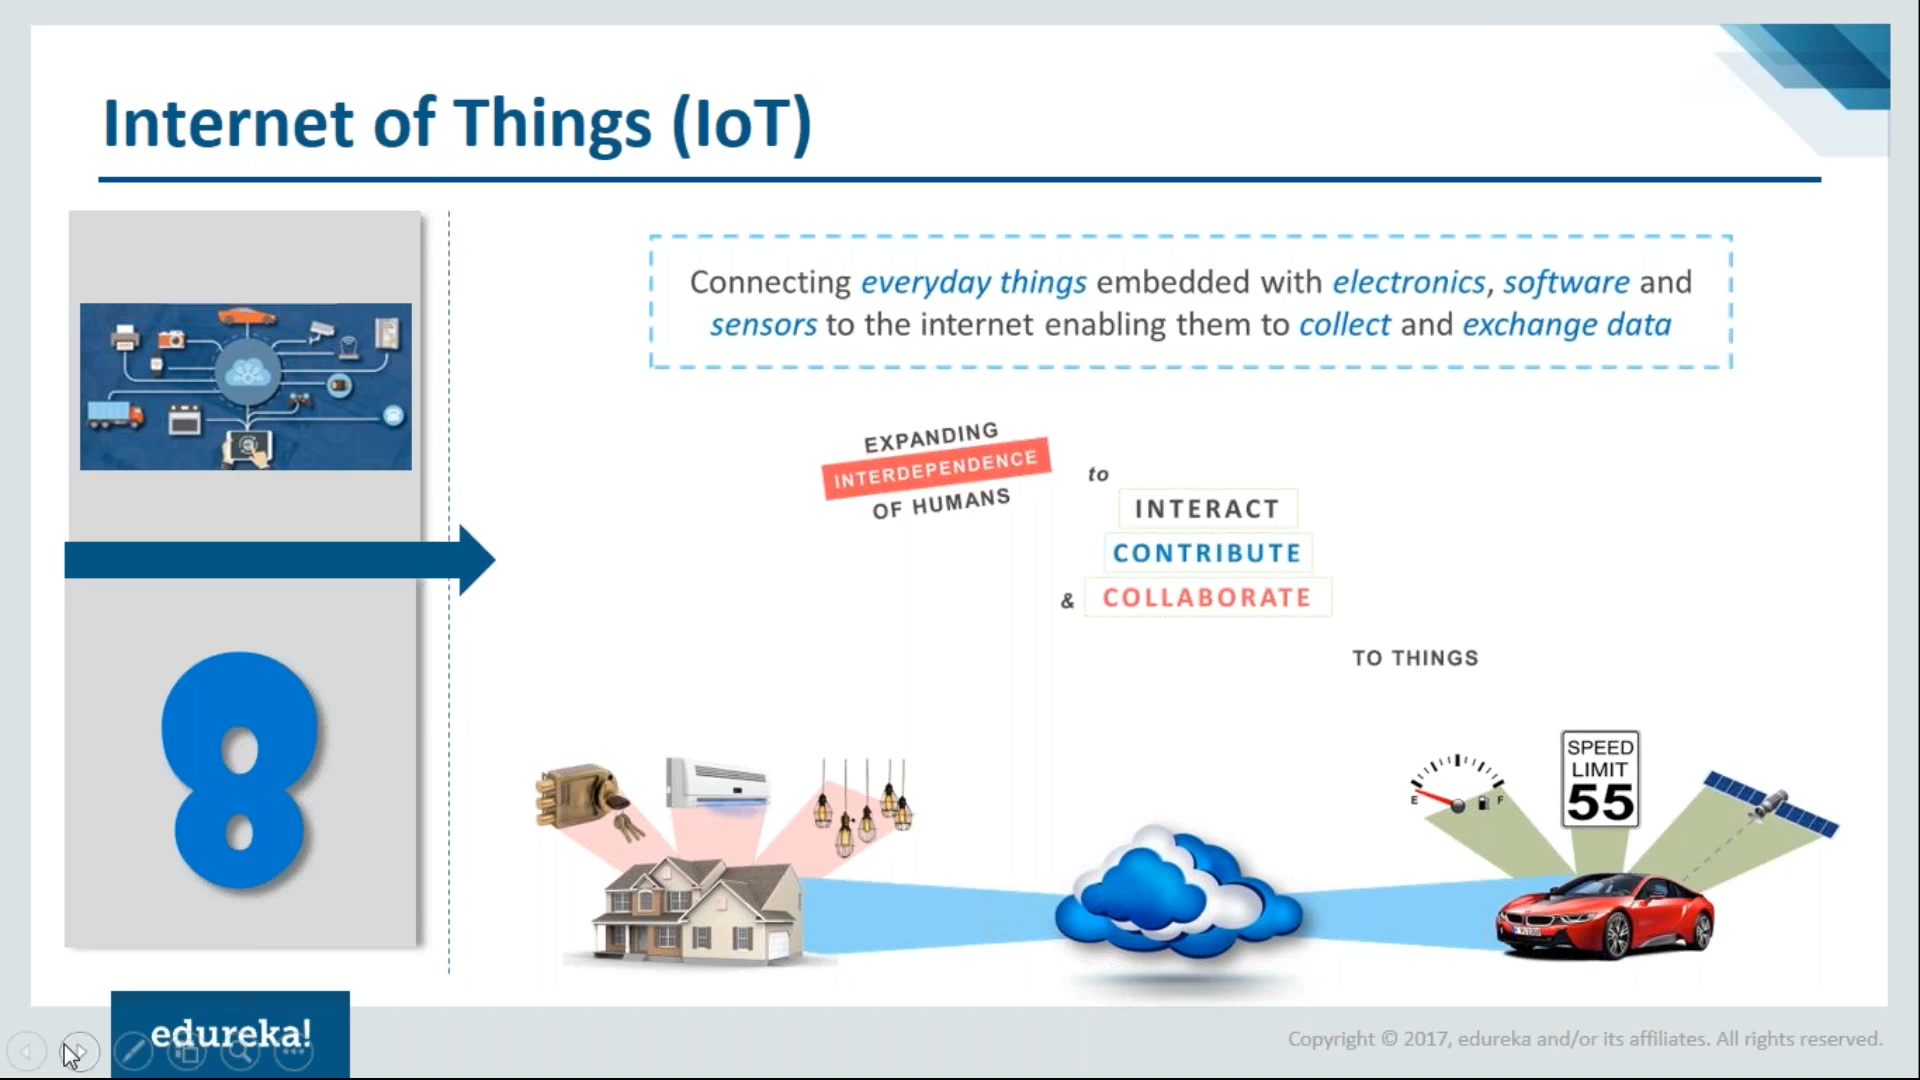 Internet of Things (IoT)
Connecting everyday things embedded with electronics, software and
sensors to the internet enabling them to collect and exchange data
EXPANDING
INTERDEPENDENCE
OF HUMANS
to
INTERACT
CONTRIBUTE
& COLLABORATE
TO THINGS
8
E F
SPEED
LIMIT
55
edureka!
Copyright © 2017, edureka and/or its affiliates. All rights reserved.